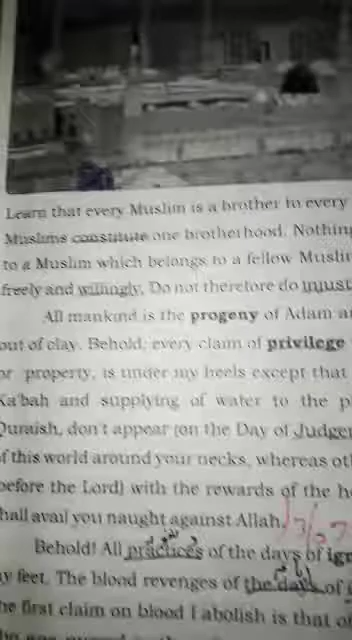 Learn that every Muslim is a brother to every
Muslims constitute one brotherhood. Nothing
to a Muslim which belongs to a fellow Muslim
freely and willingly. Do not therefore do injust
All mankind is the progeny of Adam a
out of clay. Behold; every claim of privilege
or property, is under my heels except that
Ka'bah and supplying of water to the p
Quraish, don't appear (on the Day of Judgem
of this world around your necks, whereas oth
before the Lord) with the rewards of the he
hall avail you naught against Allah.
Behold! All practices of the days of ign
y feet. The blood revenges of the days of i
he first claim on blood I abolish is that of